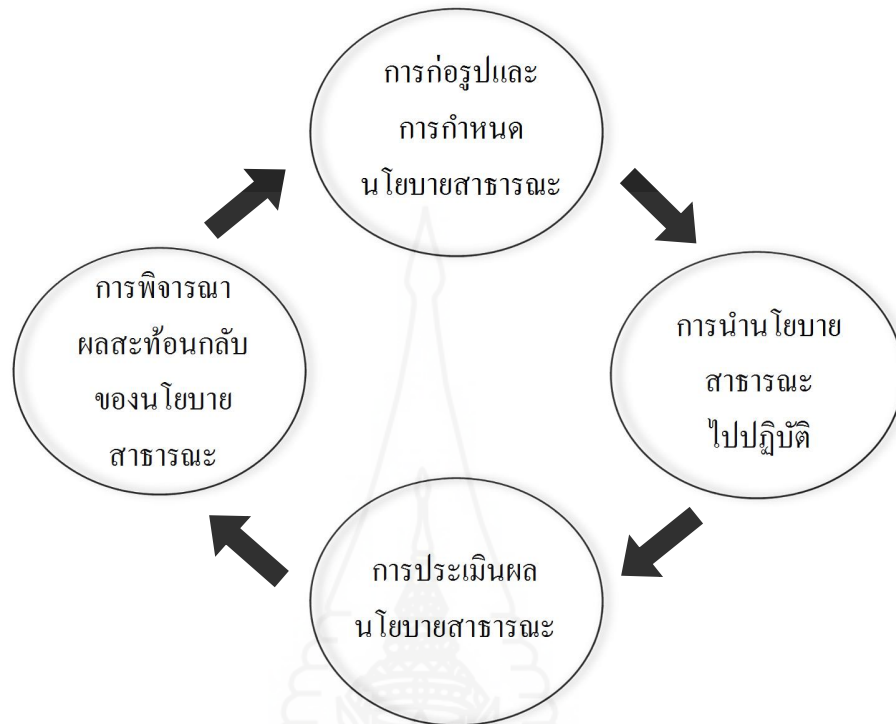 การก่อรูปและ
การกำหนด
นโยบายสาธารณะ
การนำนโยบาย
สาธารณะ
ไปปฏิบัติ
การประเมินผล
นโยบายสาธารณะ
การพิจารณา
ผลสะท้อนกลับ
ของนโยบาย
สาธารณะ